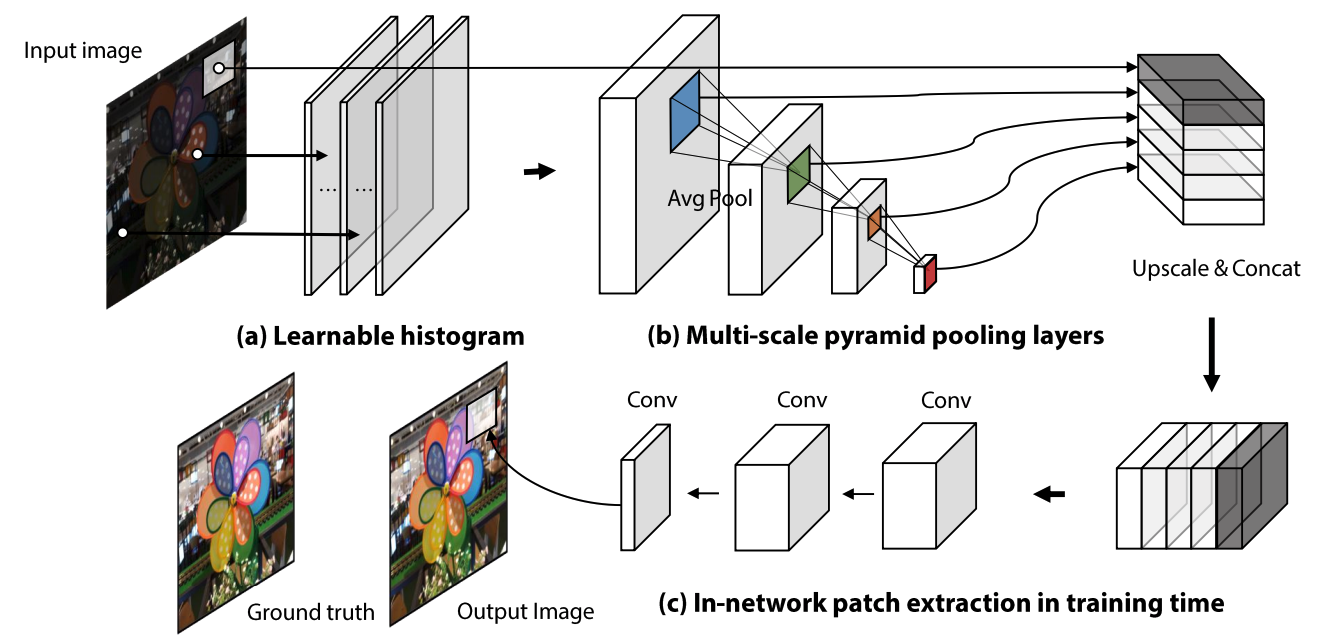 Input image
... ...
Avg Pool
Upscale & Concat
(a) Learnable histogram
(b) Multi-scale pyramid pooling layers
Conv
Conv
Conv
Ground truth
Output Image
(c) In-network patch extraction in training time